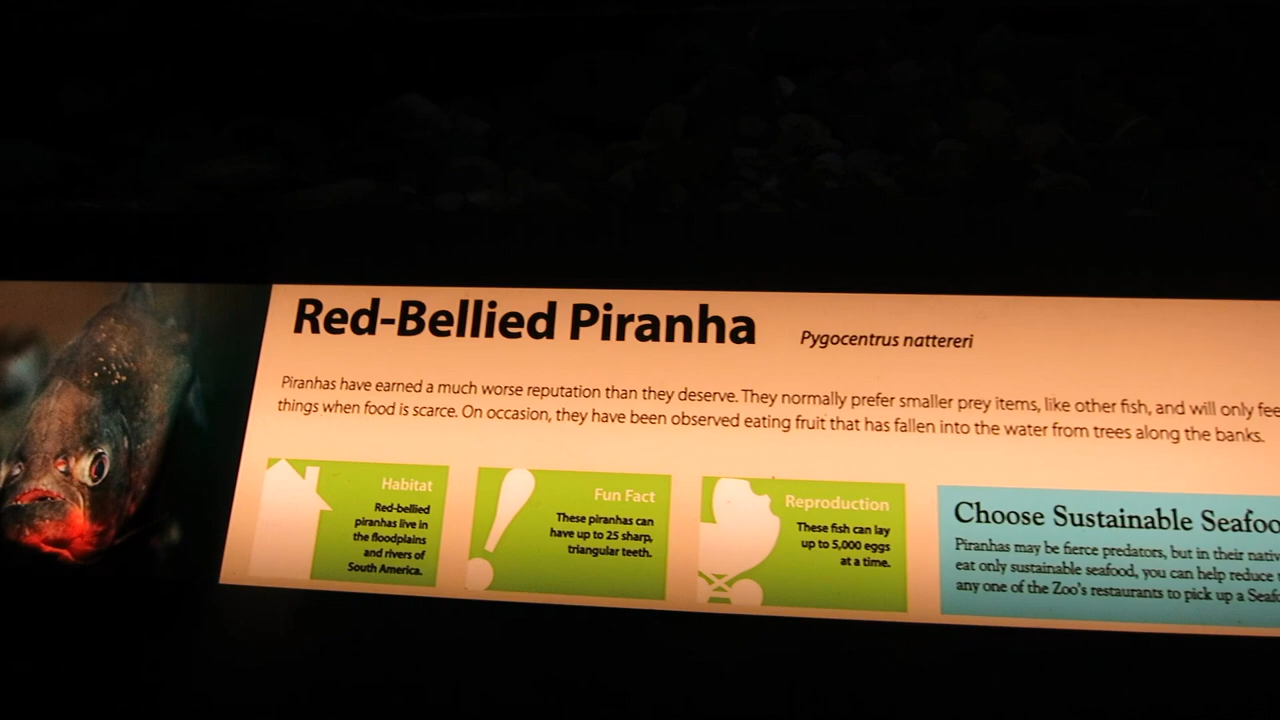 Red-Bellied Piranha
Pygocentrus nattereri
Piranhas have earned a much worse reputation than they deserve. They normally prefer smaller prey items, like other fish, and will only fee
things when food is scarce. On occasion, they have been observed eating fruit that has fallen into the water from trees along the banks.
Habitat
Red-bellied
piranhas live in
the floodplains
and rivers of
South America.
Fun Fact
These piranhas can
have up to 25 sharp,
triangular teeth.
Reproduction
These fish can lay
up to 5,000 eggs
at a time.
Choose Sustainable Seafoo
Piranhas may be fierce predators, but in their nativ
eat only sustainable seafood, you can help reduce
any one of the Zoo's restaurants to pick up a Seafo